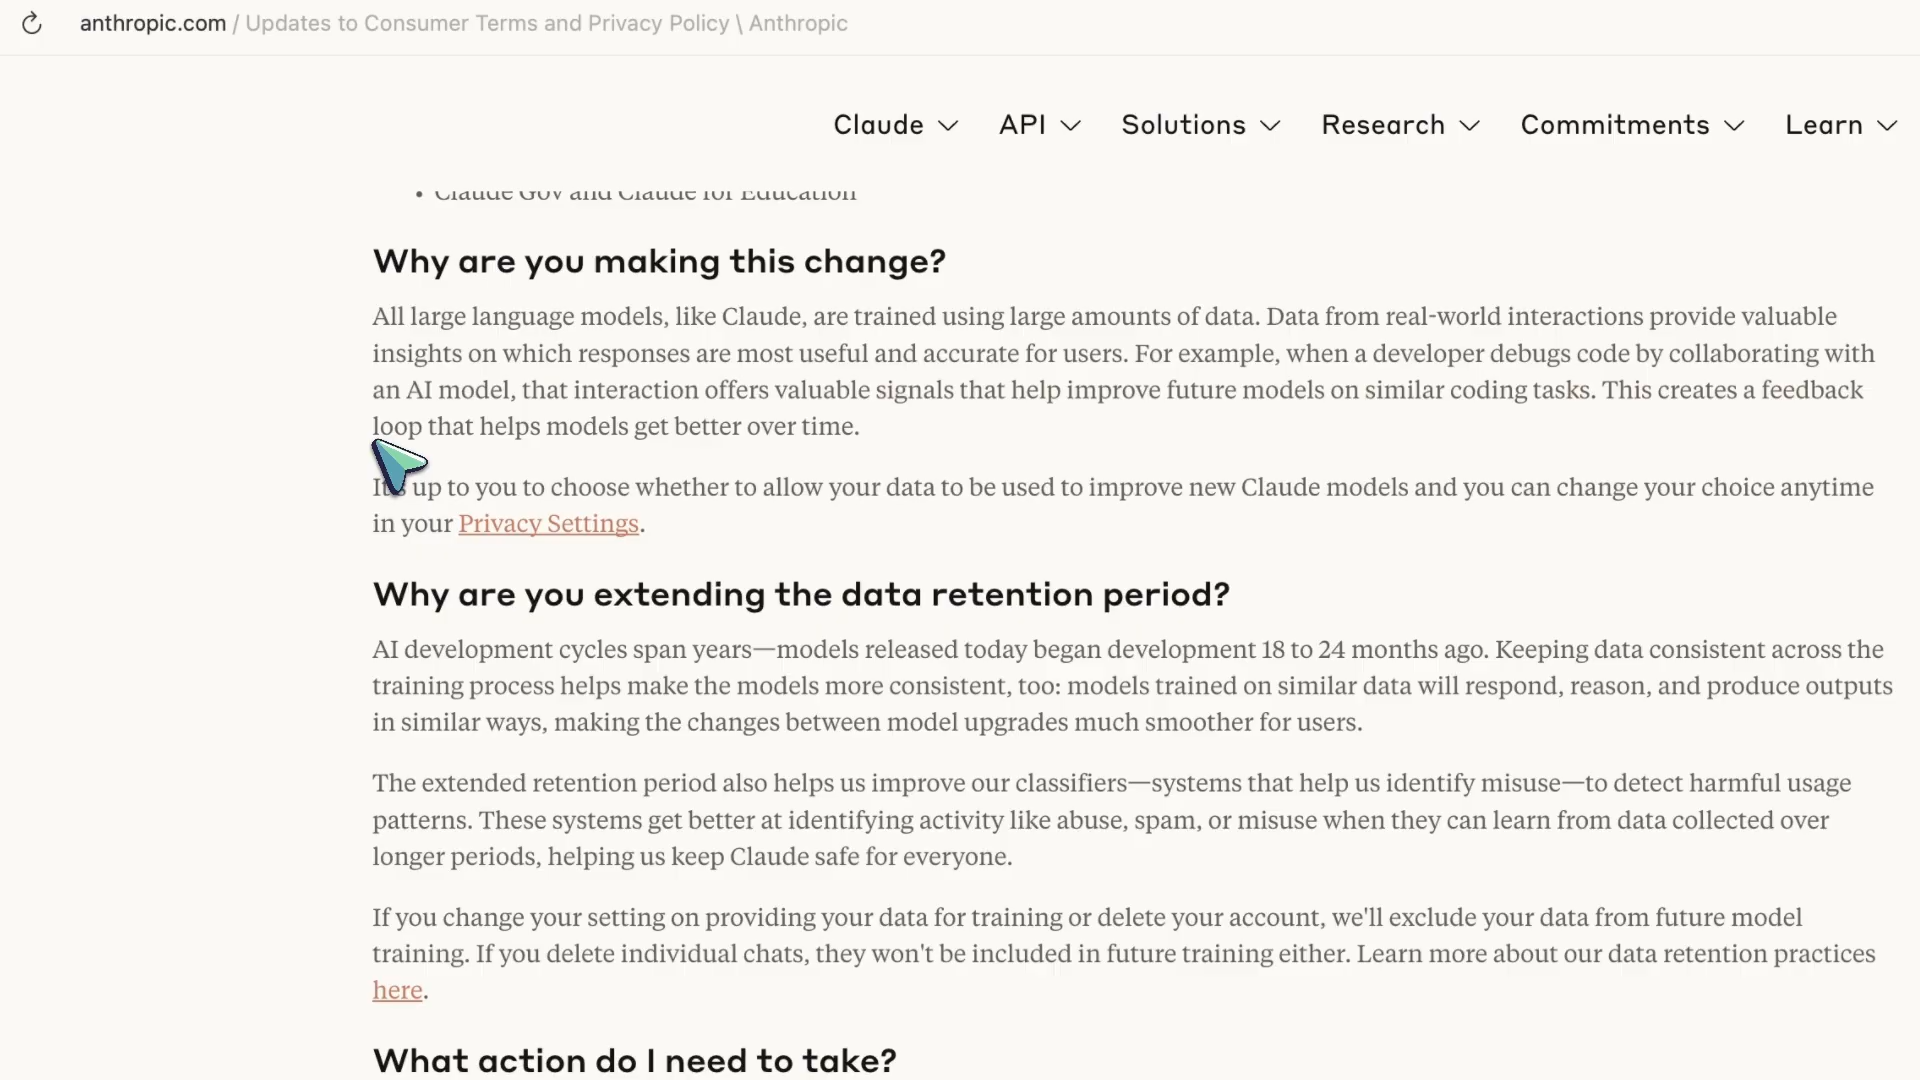 anthropic.com / Updates to Consumer Terms and Privacy Policy \ Anthropic
Claude API Solutions Research Commitments Learn
• Claude Gov and Claude for Education
Why are you making this change?
All large language models, like Claude, are trained using large amounts of data. Data from real-world interactions provide valuable
insights on which responses are most useful and accurate for users. For example, when a developer debugs code by collaborating with
an AI model, that interaction offers valuable signals that help improve future models on similar coding tasks. This creates a feedback
loop that helps models get better over time.
It's up to you to choose whether to allow your data to be used to improve new Claude models and you can change your choice anytime
in your Privacy Settings.
Why are you extending the data retention period?
AI development cycles span years—models released today began development 18 to 24 months ago. Keeping data consistent across the
training process helps make the models more consistent, too: models trained on similar data will respond, reason, and produce outputs
in similar ways, making the changes between model upgrades much smoother for users.
The extended retention period also helps us improve our classifiers—systems that help us identify misuse—to detect harmful usage
patterns. These systems get better at identifying activity like abuse, spam, or misuse when they can learn from data collected over
longer periods, helping us keep Claude safe for everyone.
If you change your setting on providing your data for training or delete your account, we'll exclude your data from future model
training. If you delete individual chats, they won't be included in future training either. Learn more about our data retention practices
here.
What action do I need to take?